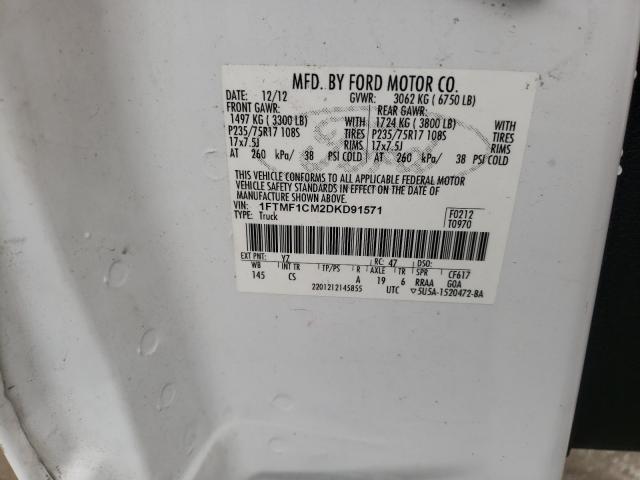 MFD. BY FORD MOTOR CO.
DATE: 12/12 GVWR: 3062 KG ( 6750 LB)
FRONT GAWR: REAR GAWR:
1497 KG ( 3300 LB) WITH 1724 KG ( 3800 LB) WITH
P235/75R17 108S TIRES P235/75R17 108S TIRES
17x7.5J RIMS 17x7.5J RIMS
AT 260 kPa/ 38 PSI COLD AT 260 kPa/ 38 PSI COLD
THIS VEHICLE CONFORMS TO ALL APPLICABLE FEDERAL MOTOR
VEHICLE SAFETY STANDARDS IN EFFECT ON THE DATE OF
MANUFACTURE SHOWN ABOVE.
VIN: 1FTMF1CM2DKD91571 F0212
TYPE: Truck T0970
EXT PNT: YZ RC: 47 DSO:
WB INT TR TP/PS R AXLE TR SPR CF617
145 CS A 19 6 RRAA GOA
2201212145855 UTC ▽5USA-1520472-BA